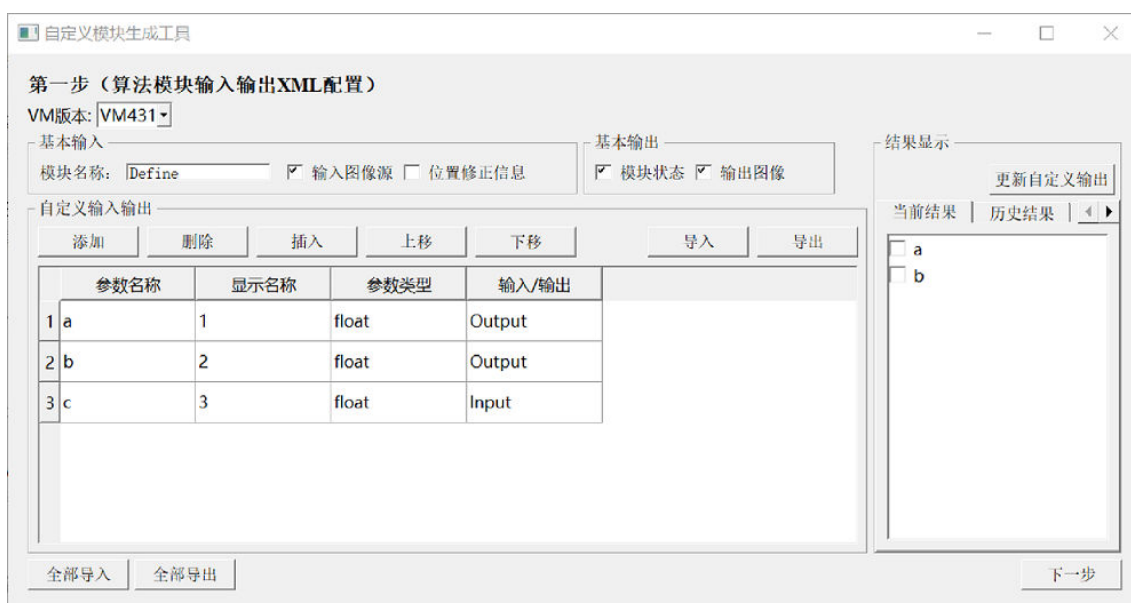 自定义模块生成工具
第一步（算法模块输入输出XML配置）
VM版本: VM431
基本输入
模块名称： Define 输入图像源 位置修正信息
基本输出
模块状态 输出图像
结果显示
更新自定义输出
当前结果 历史结果
a
b
自定义输入输出
添加 删除 插入 上移 下移 导入 导出
参数名称 显示名称 参数类型 输入/输出
1 a 1 float Output
2 b 2 float Output
3 c 3 float Input
全部导入 全部导出 下一步